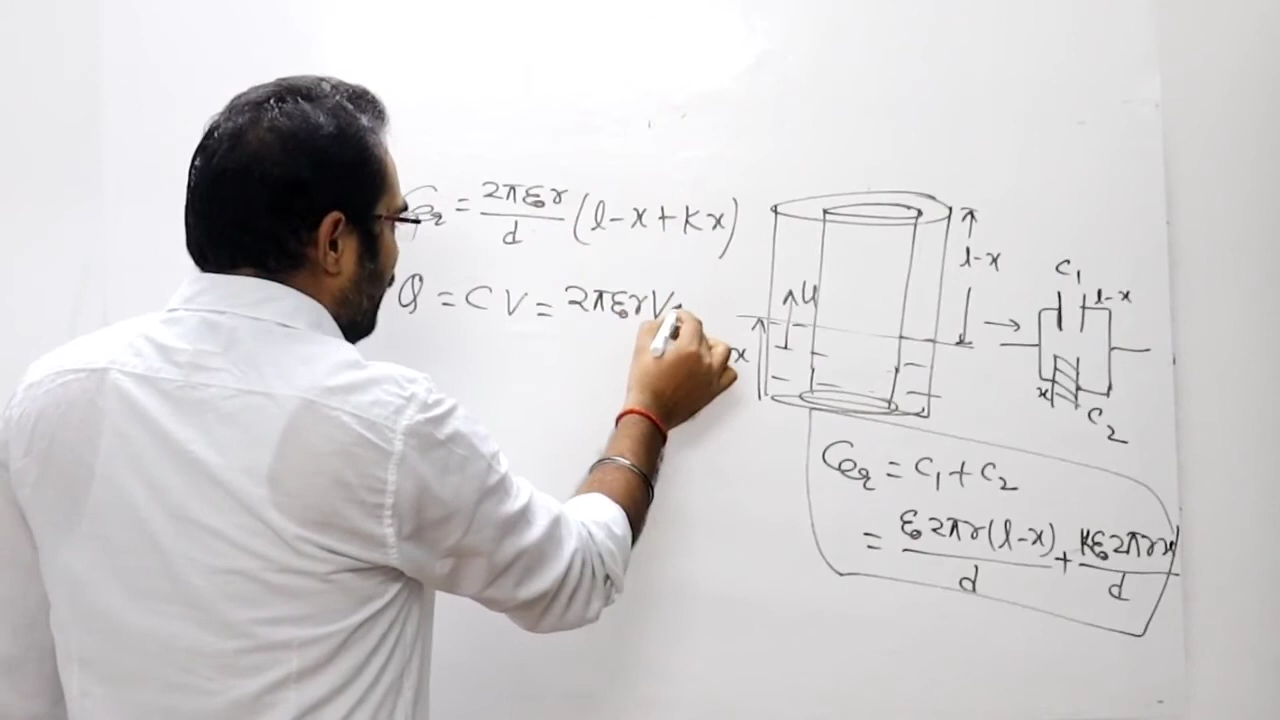 Ceq = 2πε₀r/d (l-x+kx)
Q = CV = 2πε₀rV
l-x
u
x
C₁
l-x
x
C₂
Ceq = C₁+C₂
= ε₀2πr(l-x)/d + kε₀2πrx/d